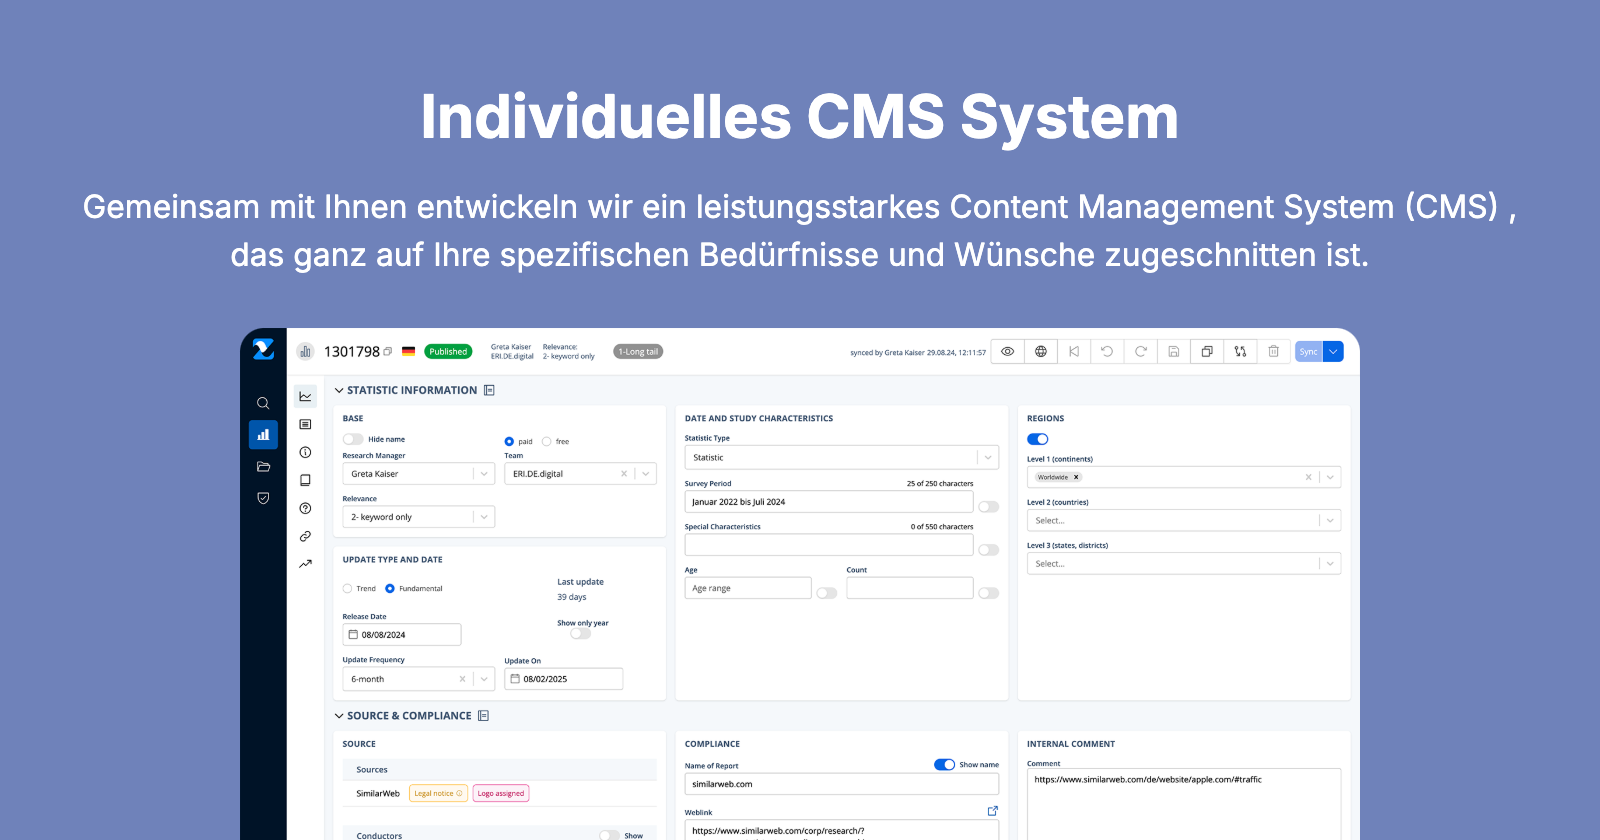 Individuelles CMS System
Gemeinsam mit Ihnen entwickeln wir ein leistungsstarkes Content Management System (CMS) ,
das ganz auf Ihre spezifischen Bedürfnisse und Wünsche zugeschnitten ist.
1301798
Published
Greta Kaiser
ERI.DE.digital
Relevance:
2- keyword only
1-Long tail
synced by Greta Kaiser 29.08.24, 12:11:57
Sync
STATISTIC INFORMATION
BASE
Hide name
paid
free
Research Manager
Team
Greta Kaiser
ERI.DE.digital
Relevance
2- keyword only
UPDATE TYPE AND DATE
Trend
Fundamental
Last update
39 days
Release Date
Show only year
08/08/2024
Update Frequency
Update On
6-month
08/02/2025
DATE AND STUDY CHARACTERISTICS
Statistic Type
Statistic
Survey Period
25 of 250 characters
Januar 2022 bis Juli 2024
Special Characteristics
0 of 550 characters
Age
Count
Age range
REGIONS
Level 1 (continents)
Worldwide
Level 2 (countries)
Select...
Level 3 (states, districts)
Select...
SOURCE & COMPLIANCE
SOURCE
Sources
SimilarWeb
Legal notice
Logo assigned
Conductors
Show
COMPLIANCE
Name of Report
Show name
similarweb.com
Weblink
https://www.similarweb.com/corp/research/?
INTERNAL COMMENT
Comment
https://www.similarweb.com/de/website/apple.com/#traffic